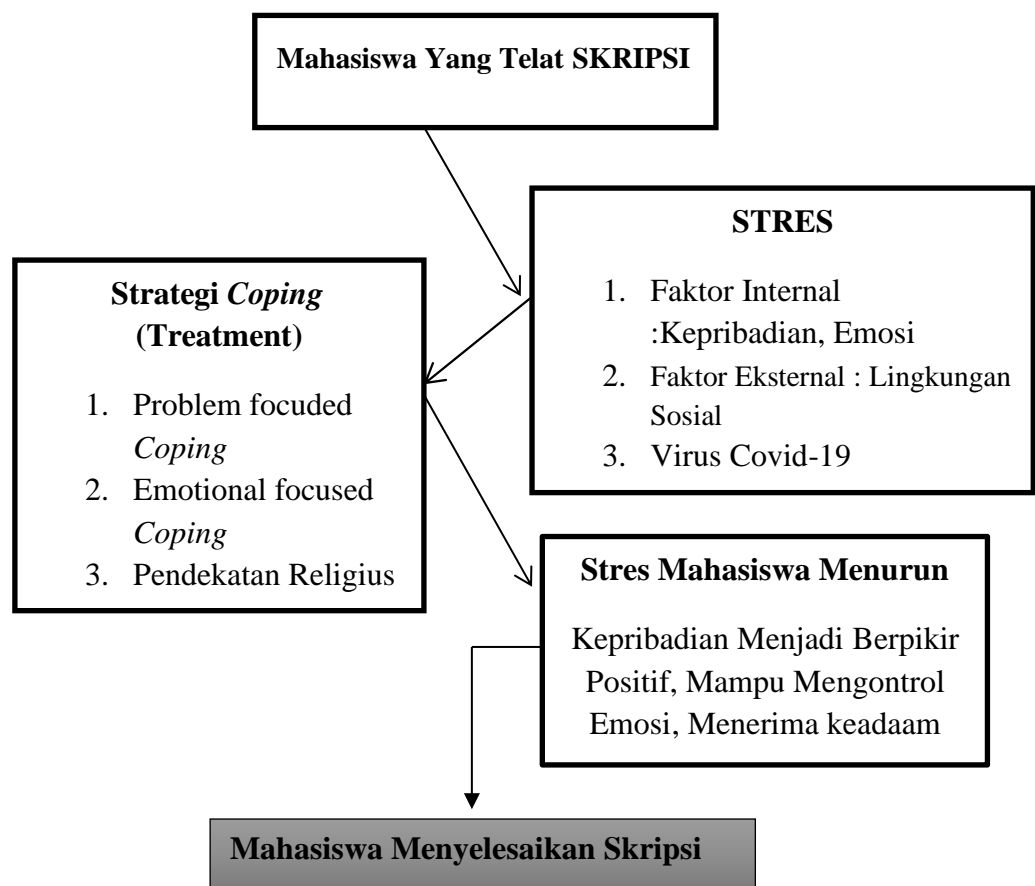 Mahasiswa Yang Telat SKRIPSI
STRES
1. Faktor Internal
:Kepribadian, Emosi
2. Faktor Eksternal : Lingkungan
Sosial
3. Virus Covid-19
Strategi Coping
(Treatment)
1. Problem focuded
Coping
2. Emotional focused
Coping
3. Pendekatan Religius
Stres Mahasiswa Menurun
Kepribadian Menjadi Berpikir
Positif, Mampu Mengontrol
Emosi, Menerima keadaam
Mahasiswa Menyelesaikan Skripsi